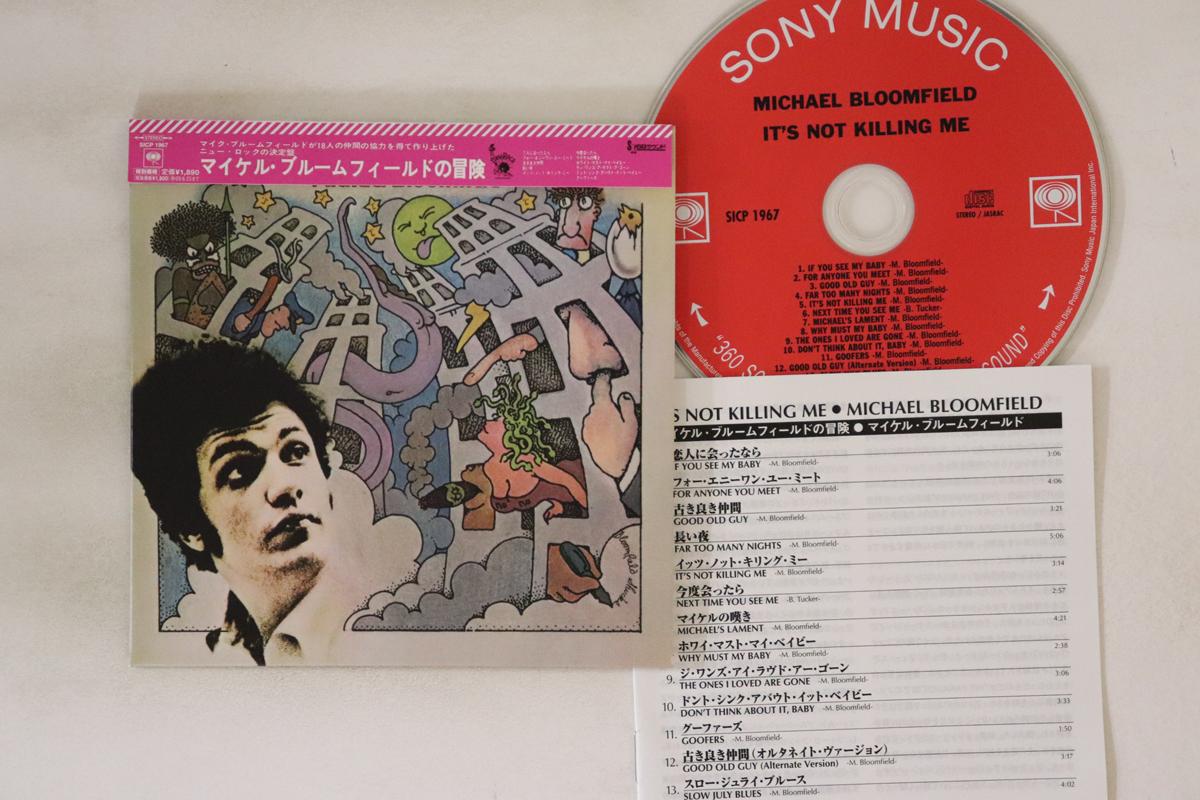 ←STEREO→
SICP 1967
特別価格 定価¥1,890
マイク・ブルームフィールドが18人の仲間の協力を得て作り上げた
ニュー・ロックの決定盤
マイケル・ブルームフィールドの冒険
SONY MUSIC
MICHAEL BLOOMFIELD
IT'S NOT KILLING ME
SICP 1967
STEREO / JASRAC
1. IF YOU SEE MY BABY -M. Bloomfield-
2. FOR ANYONE YOU MEET -M. Bloomfield-
3. GOOD OLD GUY -M. Bloomfield-
4. FAR TOO MANY NIGHTS -M. Bloomfield-
5. IT'S NOT KILLING ME -M. Bloomfield-
6. NEXT TIME YOU SEE ME -B. Tucker-
7. MICHAEL'S LAMENT -M. Bloomfield-
8. WHY MUST MY BABY -M. Bloomfield-
9. THE ONES I LOVED ARE GONE -M. Bloomfield-
10. DON'T THINK ABOUT IT, BABY -M. Bloomfield-
11. GOOFERS -M. Bloomfield-
12. GOOD OLD GUY (Alternate Version) -M. Bloomfield-
"360 SO
SOUND"
Sony Music Japan International Inc.
and Copying of this Disc Prohibited.
S NOT KILLING ME ● MICHAEL BLOOMFIELD
イケル・ブルームフィールドの冒険 ● マイケル・ブルームフィールド
恋人に会ったなら 3:06
F YOU SEE MY BABY -M. Bloomfield-
フォー・エニーワン・ユー・ミート 4:06
FOR ANYONE YOU MEET -M. Bloomfield-
古き良き仲間 3:21
GOOD OLD GUY -M. Bloomfield-
長い夜 5:06
FAR TOO MANY NIGHTS -M. Bloomfield-
イッツ・ノット・キリング・ミー 3:14
IT'S NOT KILLING ME -M. Bloomfield-
今度会ったら 2:57
NEXT TIME YOU SEE ME -B. Tucker-
マイケルの嘆き 4:21
MICHAEL'S LAMENT -M. Bloomfield-
ホワイ・マスト・マイ・ベイビー 2:38
WHY MUST MY BABY -M. Bloomfield-
9. ジ・ワンズ・アイ・ラヴド・アー・ゴーン 3:06
THE ONES I LOVED ARE GONE -M. Bloomfield-
10. ドント・シンク・アバウト・イット・ベイビー 3:33
DON'T THINK ABOUT IT, BABY -M. Bloomfield-
11. グーファーズ 1:50
GOOFERS -M. Bloomfield-
12. 古き良き仲間（オルタネイト・ヴァージョン） 3:17
GOOD OLD GUY (Alternate Version) -M. Bloomfield-
13. スロー・ジュライ・ブルース 4:02
SLOW JULY BLUES -M. Bloomfield-